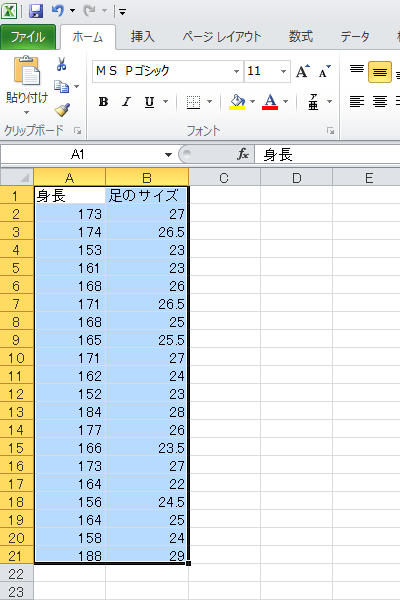 ファイル ホーム 挿入 ページ レイアウト 数式 データ
ＭＳ Ｐゴシック 11 A A
貼り付け B I U A 亜
クリップボード フォント
A1 fx 身長
A B C D E
1 身長 足のサイズ
2 173 27
3 174 26.5
4 153 23
5 161 23
6 168 26
7 171 26.5
8 168 25
9 165 25.5
10 171 27
11 162 24
12 152 23
13 184 28
14 177 26
15 166 23.5
16 173 27
17 164 22
18 156 24.5
19 164 25
20 158 24
21 188 29
22
23